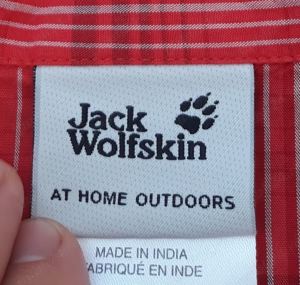 Jack
Wolfskin
AT HOME OUTDOORS
MADE IN INDIA
FABRIQUÉ EN INDE